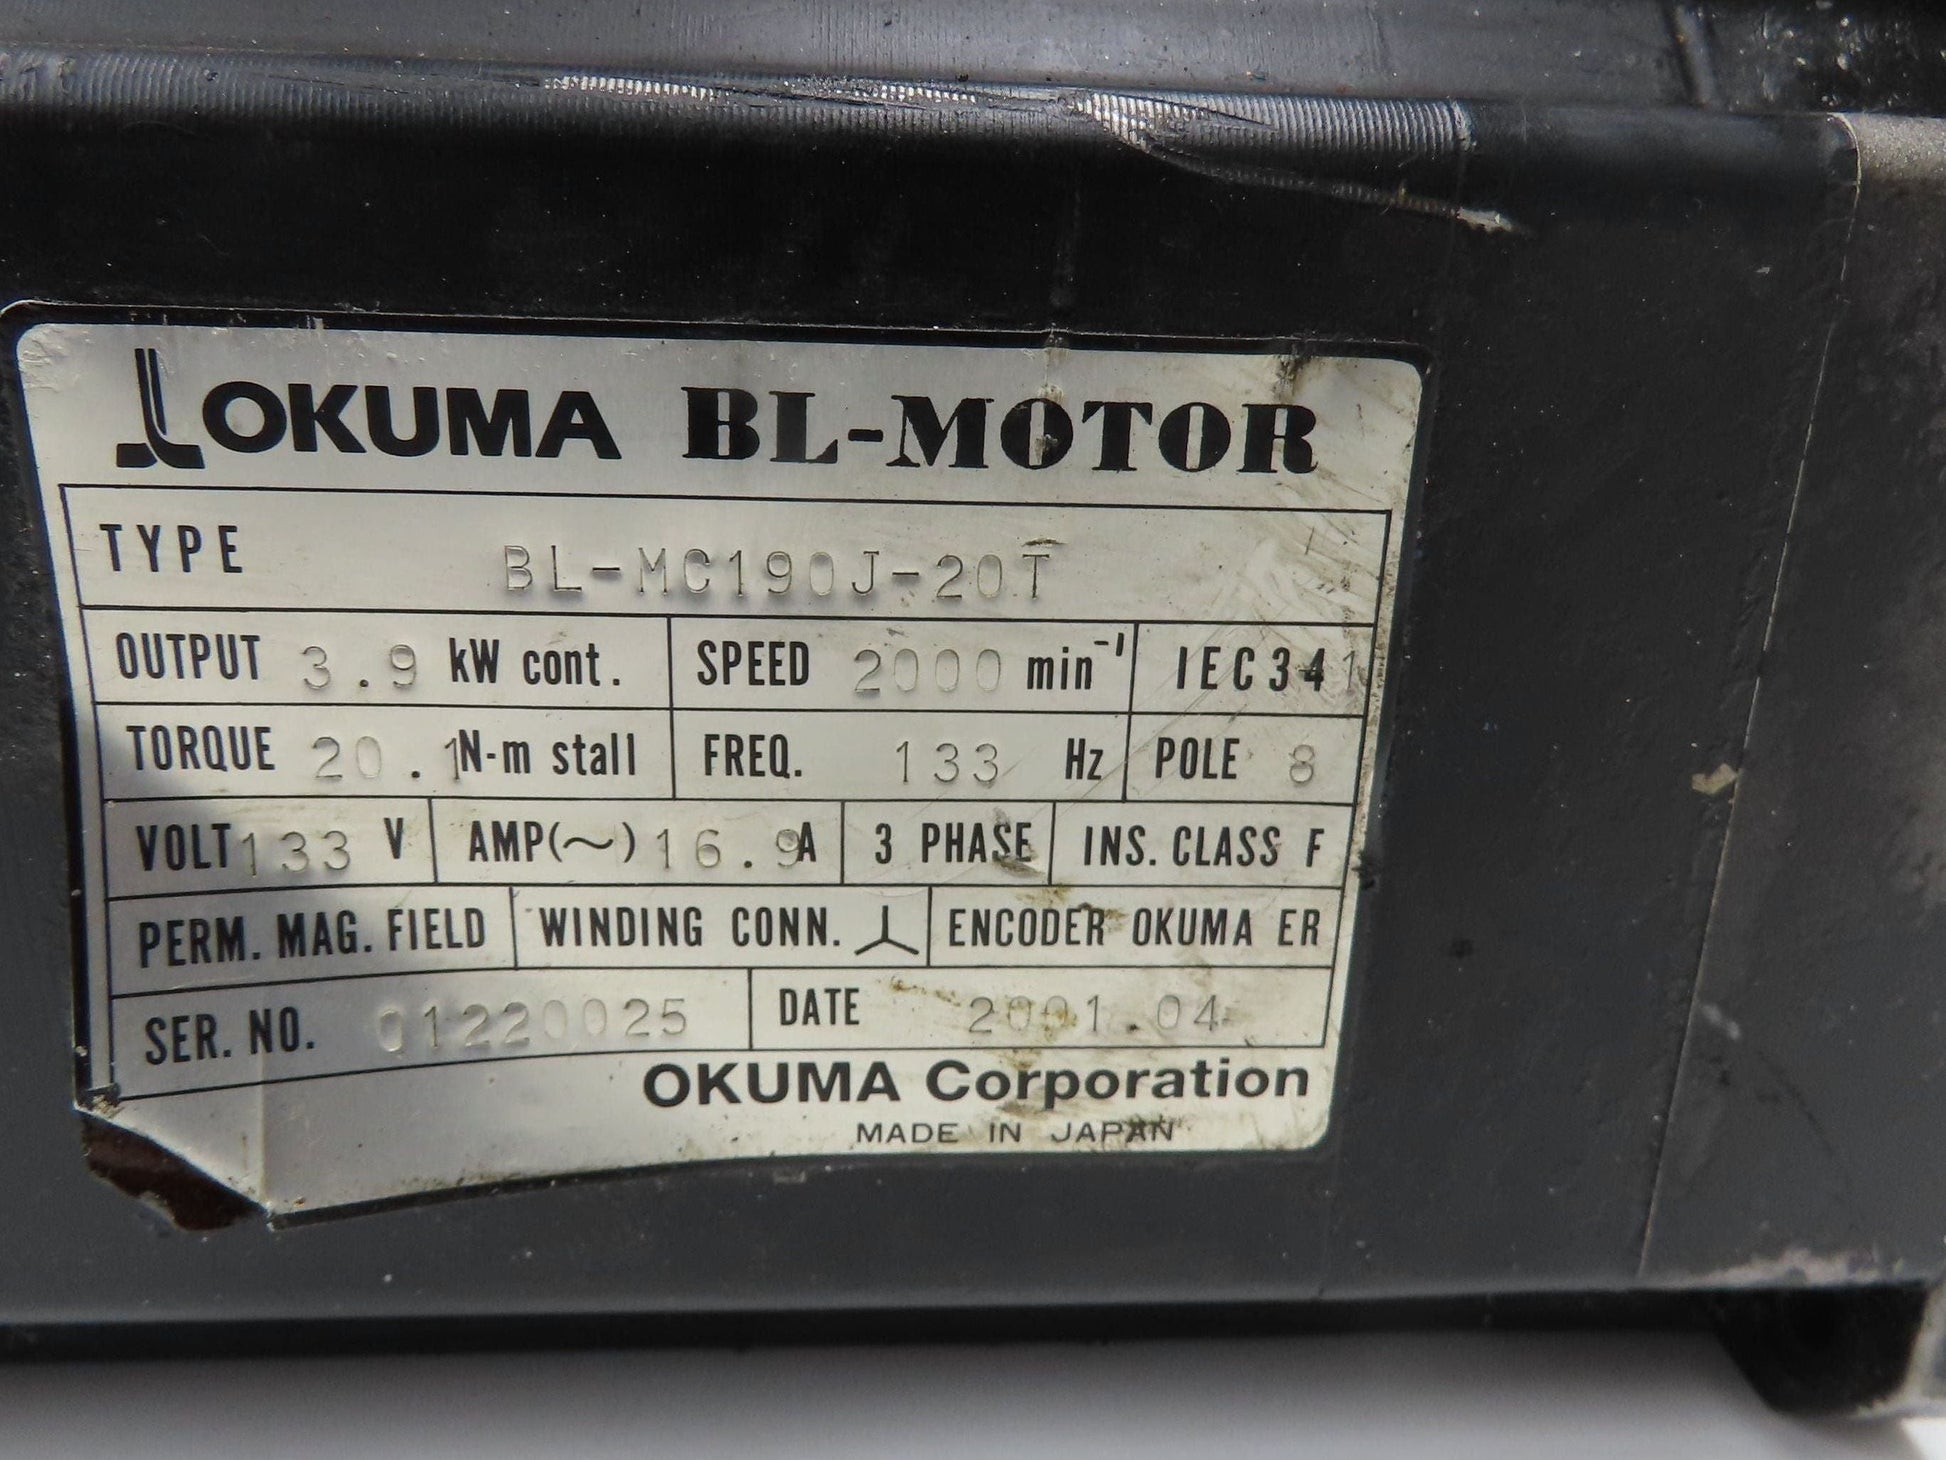 OKUMA BL-MOTOR
TYPE BL-MC190J-20T
OUTPUT 3.9 kW cont. SPEED 2000 min⁻¹ IEC34 1
TORQUE 20.1 N-m stall FREQ. 133 Hz POLE 8
VOLT 133 V AMP(~) 16.9 A 3 PHASE INS. CLASS F
PERM. MAG. FIELD WINDING CONN. ENCODER OKUMA ER
SER. NO. 01220025 DATE 2001.04
OKUMA Corporation
MADE IN JAPAN